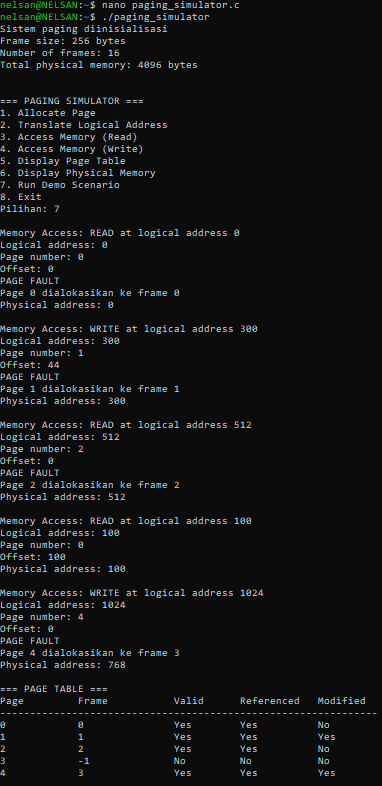 nelsan@NELSAN:~$ nano paging_simulator.c
nelsan@NELSAN:~$ ./paging_simulator
Sistem paging diinisialisasi
Frame size: 256 bytes
Number of frames: 16
Total physical memory: 4096 bytes

=== PAGING SIMULATOR ===
1. Allocate Page
2. Translate Logical Address
3. Access Memory (Read)
4. Access Memory (Write)
5. Display Page Table
6. Display Physical Memory
7. Run Demo Scenario
8. Exit
Pilihan: 7

Memory Access: READ at logical address 0
Logical address: 0
Page number: 0
Offset: 0
PAGE FAULT
Page 0 dialokasikan ke frame 0
Physical address: 0

Memory Access: WRITE at logical address 300
Logical address: 300
Page number: 1
Offset: 44
PAGE FAULT
Page 1 dialokasikan ke frame 1
Physical address: 300

Memory Access: READ at logical address 512
Logical address: 512
Page number: 2
Offset: 0
PAGE FAULT
Page 2 dialokasikan ke frame 2
Physical address: 512

Memory Access: READ at logical address 100
Logical address: 100
Page number: 0
Offset: 100
Physical address: 100

Memory Access: WRITE at logical address 1024
Logical address: 1024
Page number: 4
Offset: 0
PAGE FAULT
Page 4 dialokasikan ke frame 3
Physical address: 768

=== PAGE TABLE ===
Page Frame Valid Referenced Modified
---------------------------------------------------------------
0 0 Yes Yes No
1 1 Yes Yes Yes
2 2 Yes Yes No
3 -1 No No No
4 3 Yes Yes Yes